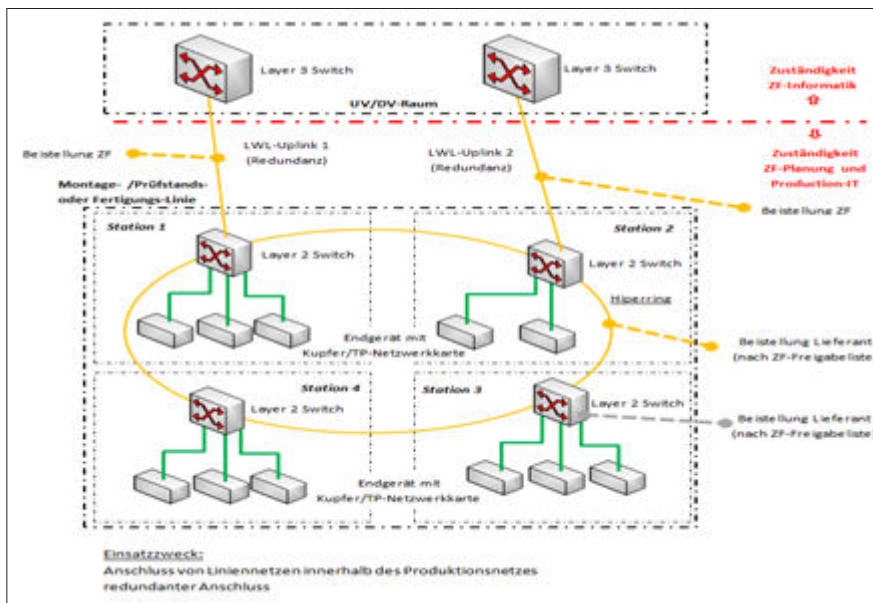 Layer 3 Switch
Layer 3 Switch
UV/DV-Raum
Zuständigkeit
ZF-Informatik
Beistellung ZF
LWL-Uplink 1
(Redundanz)
LWL-Uplink 2
(Redundanz)
Zuständigkeit
ZF-Planung und
Production-IT
Montage- /Prüfstands-
oder Fertigungs-Linie
Beistellung ZF
Station 1
Station 2
Layer 2 Switch
Layer 2 Switch
Hiperring
Endgerät mit
Kupfer/TP-Netzwerkkarte
Beistellung Lieferant
(nach ZF-Freigabeliste)
Station 4
Station 3
Layer 2 Switch
Layer 2 Switch
Beistellung Lieferant
(nach ZF-Freigabeliste)
Endgerät mit
Kupfer/TP-Netzwerkkarte
Einsatzzweck:
Anschluss von Liniennetzen innerhalb des Produktionsnetzes
redundanter Anschluss